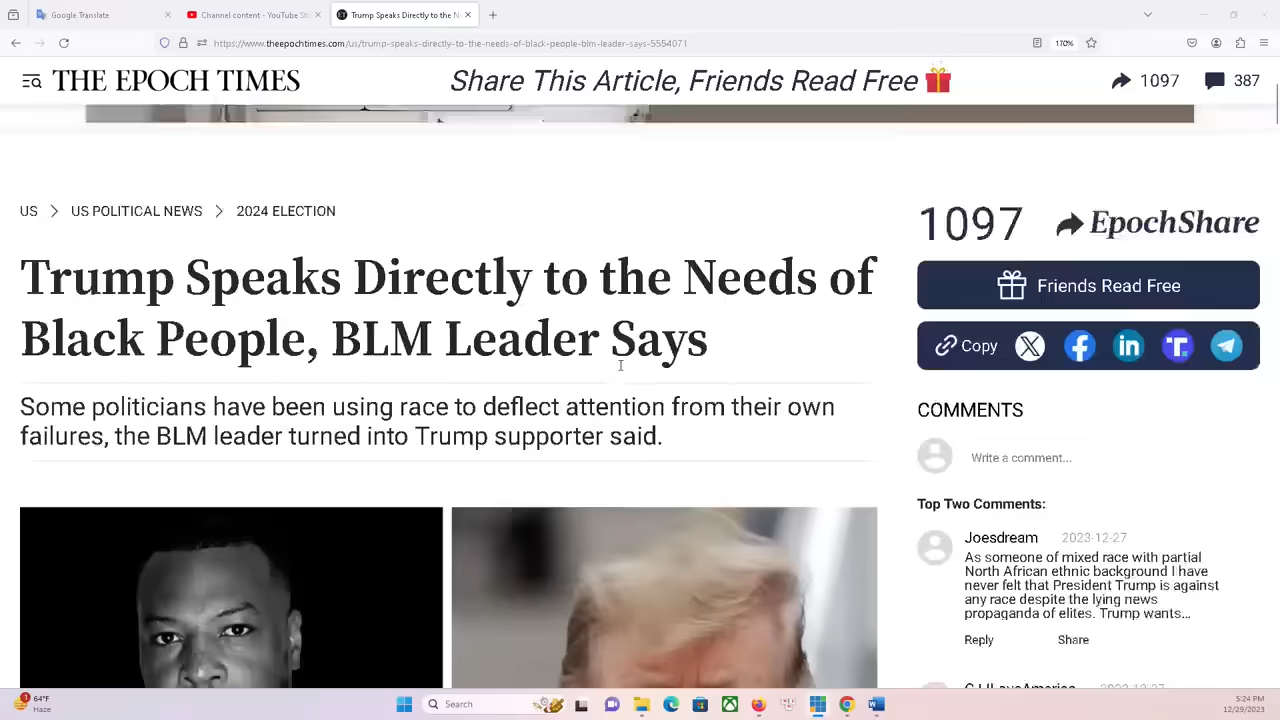 Google Translate
Channel content - YouTube St
Trump Speaks Directly to the N
https://www.theepochtimes.com/us/trump-speaks-directly-to-the-needs-of-black-people-blm-leader-says-5554071
170%
THE EPOCH TIMES
Share This Article, Friends Read Free
1097
387
US > US POLITICAL NEWS > 2024 ELECTION
Trump Speaks Directly to the Needs of
Black People, BLM Leader Says
Some politicians have been using race to deflect attention from their own
failures, the BLM leader turned into Trump supporter said.
1097
EpochShare
Friends Read Free
Copy
COMMENTS
Write a comment...
Top Two Comments:
Joesdream 2023-12-27
As someone of mixed race with partial
North African ethnic background I have
never felt that President Trump is against
any race despite the lying news
propaganda of elites. Trump wants...
Reply Share
1
64°F
Haze
Search
5:24 PM
12/29/2023